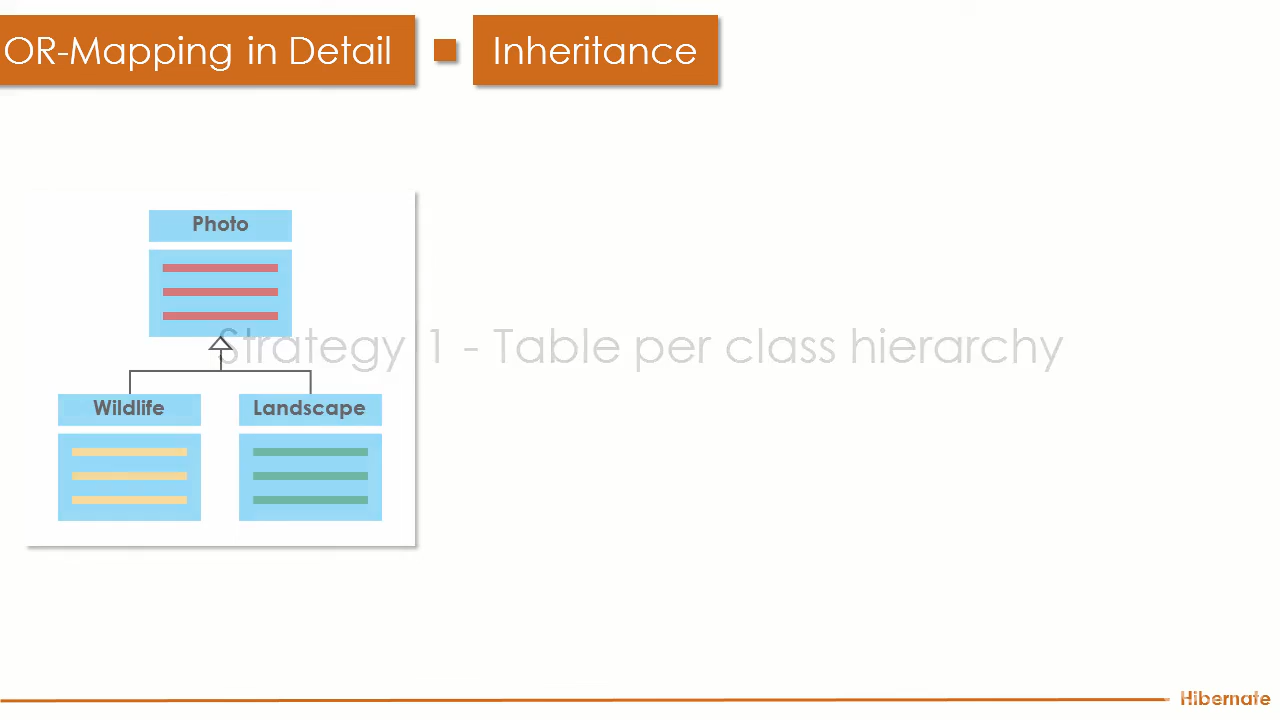 OR-Mapping in Detail
Inheritance
Photo
Strategy 1 - Table per class hierarchy
Wildlife
Landscape
Hibernate